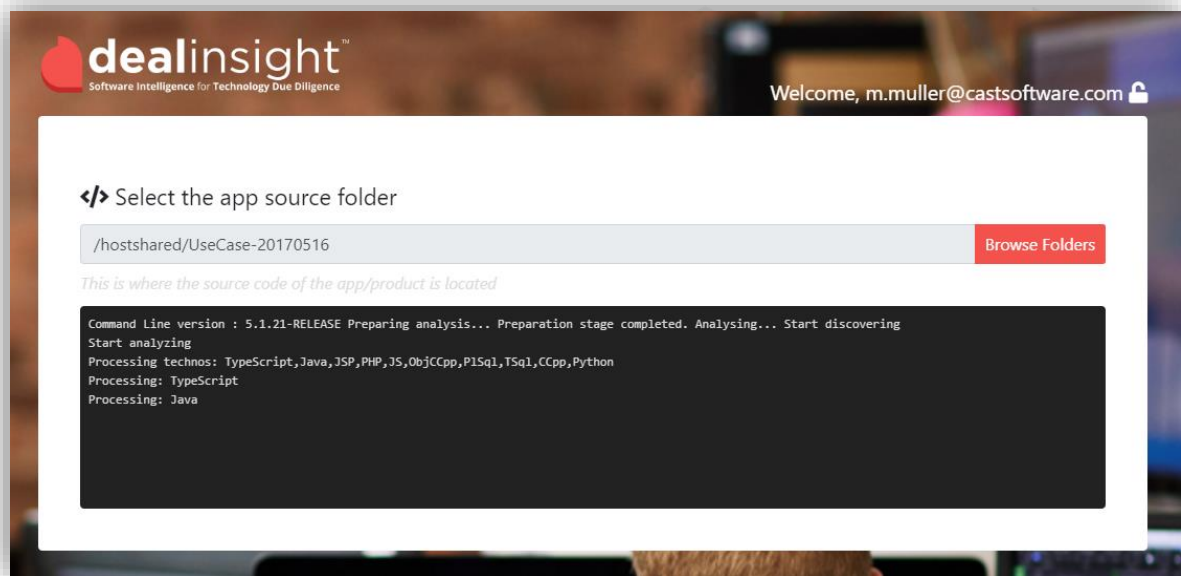 dealinsight™
Software Intelligence for Technology Due Diligence
Welcome, m.muller@castsoftware.com
</> Select the app source folder
/hostshared/UseCase-20170516
Browse Folders
This is where the source code of the app/product is located
Command Line version : 5.1.21-RELEASE Preparing analysis... Preparation stage completed. Analysing... Start discovering
Start analyzing
Processing technos: TypeScript,Java,JSP,PHP,JS,ObjCCpp,PlSql,TSql,CCpp,Python
Processing: TypeScript
Processing: Java